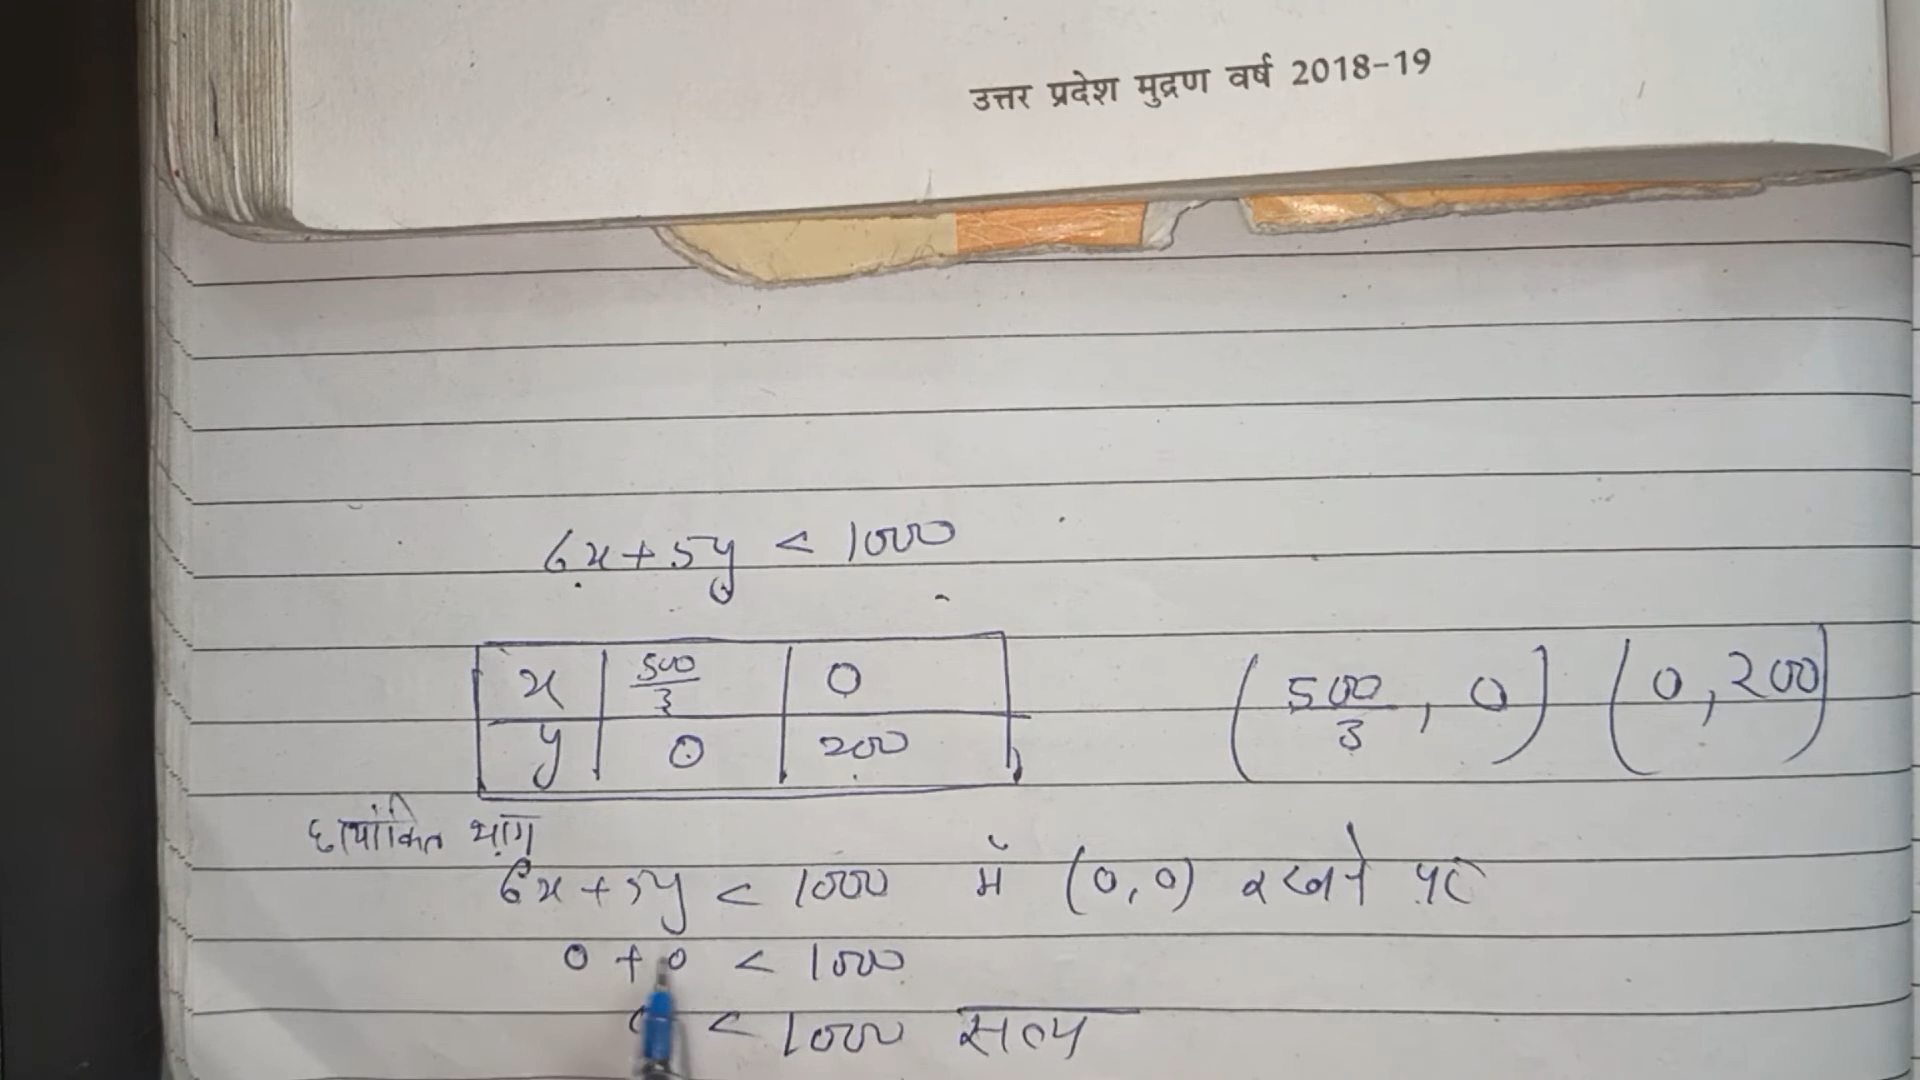 उत्तर प्रदेश मुद्रण वर्ष 2018-19
6x+5y < 1000
x | 500/3 | 0
y | 0 | 200
(500/3, 0) (0, 200)
छायांकित भाग
6x+5y < 1000 में (0,0) रखने पर
0 + 0 < 1000
< 1000 सत्य